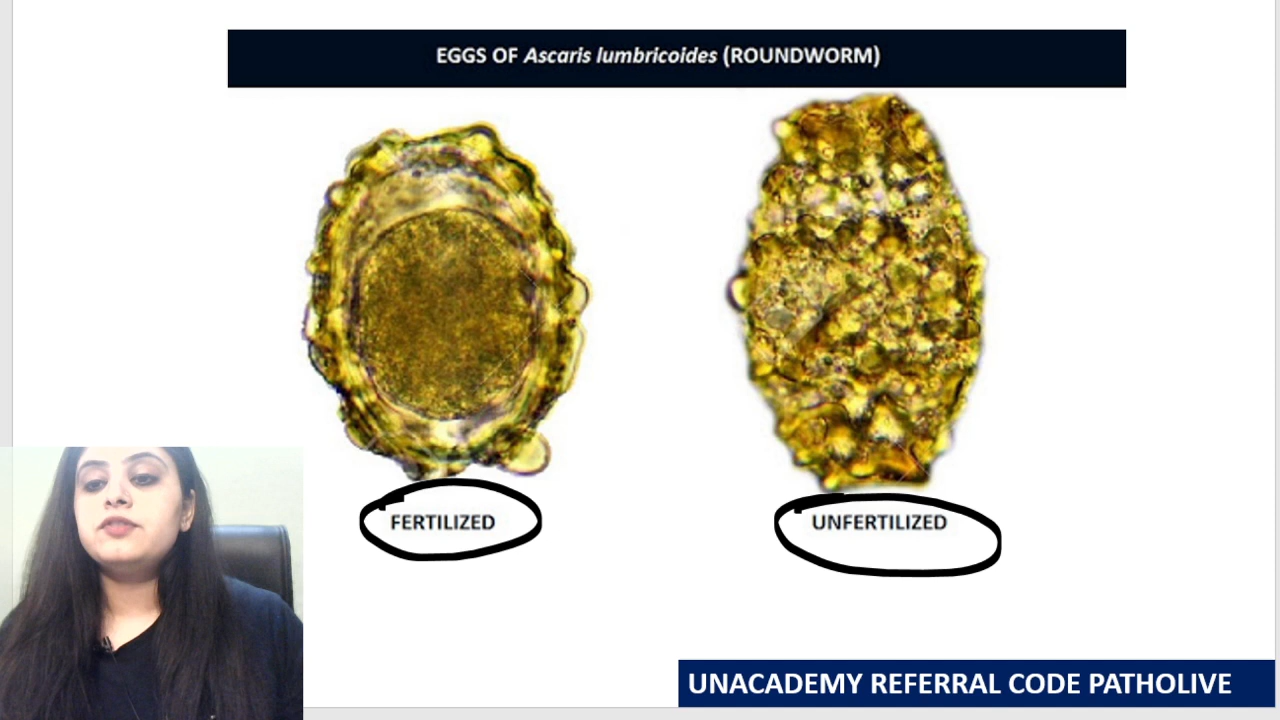 EGGS OF Ascaris lumbricoides (ROUNDWORM)
FERTILIZED
UNFERTILIZED
UNACADEMY REFERRAL CODE PATHOLIVE